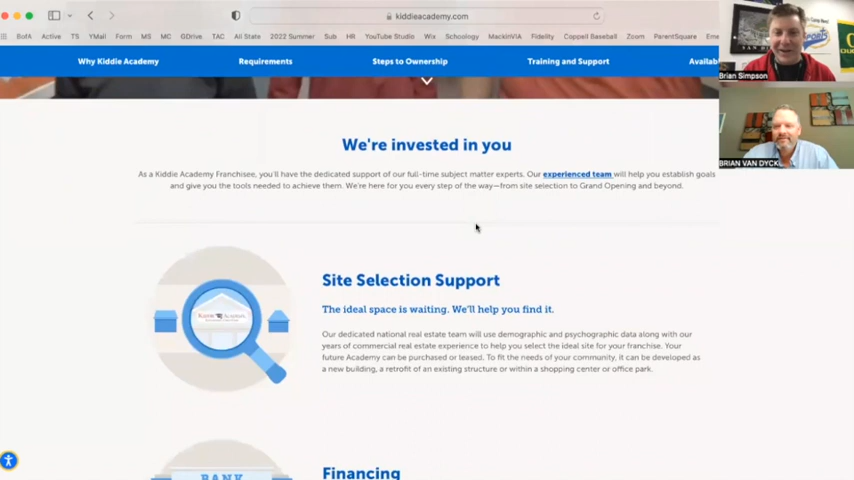 kiddieacademy.com
BofA Active TS YMail Form MS MC GDrive TAC All State 2022 Summer Sub HR YouTube Studio Wix Schoology MackinVIA Fidelity Coppell Baseball Zoom ParentSquare Eme
Why Kiddie Academy Requirements Steps to Ownership Training and Support Availab
Brian Simpson
BRIAN VAN DYCK
We're invested in you
As a Kiddie Academy Franchisee, you'll have the dedicated support of our full-time subject matter experts. Our experienced team will help you establish goals
and give you the tools needed to achieve them. We're here for you every step of the way—from site selection to Grand Opening and beyond.
KIDDIE ACADEMY
Site Selection Support
The ideal space is waiting. We'll help you find it.
Our dedicated national real estate team will use demographic and psychographic data along with our
years of commercial real estate experience to help you select the ideal site for your franchise. Your
future Academy can be purchased or leased. To fit the needs of your community, it can be developed as
a new building, a retrofit of an existing structure or within a shopping center or office park.
BANK
Financing